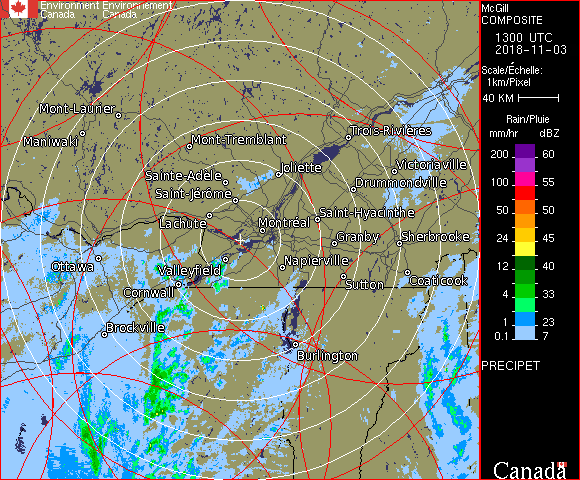 Environment Environnement
Canada Canada
McGill
COMPOSITE
1300 UTC
2018-11-03
Scale/Échelle:
1km/Pixel
40 KM
Rain/Pluie
mm/hr dBZ
200 60
100 55
50 50
24 45
12 40
4 33
1 23
0.1 7
PRECIPET
Canada
Mont-Laurier
Maniwaki
Mont-Tremblant
Trois-Rivières
Sainte-Adèle
Joliette
Victoriaville
Saint-Jérôme
Drummondville
Lachute
Montréal
Saint-Hyacinthe
Granby
Sherbrooke
Ottawa
Valleyfield
Napierville
Cornwall
Sutton
Coaticook
Brockville
Burlington